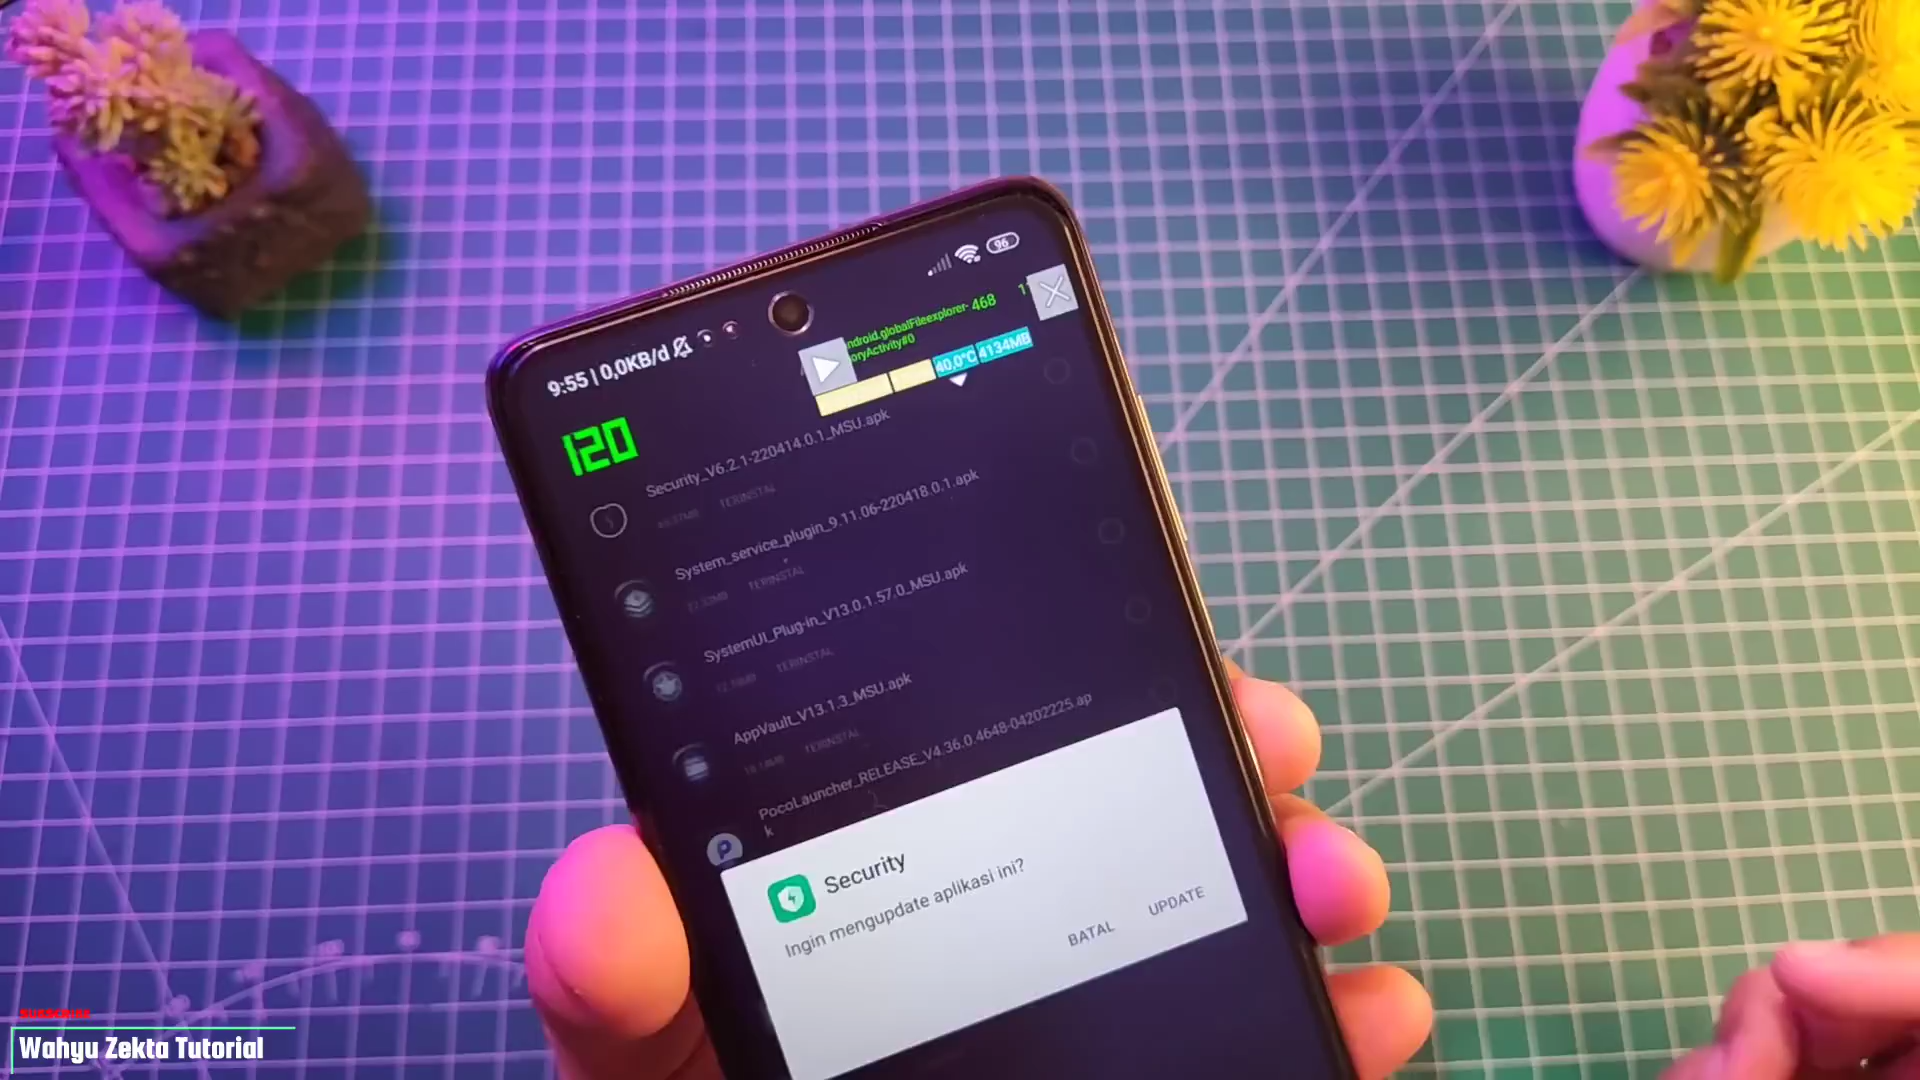 96
9:55 | 0,0KB/d
ndroid.globalFileexplorer- 468
oryActivity#0
40,0°C 4134MB
120
Security_V6.2.1-220414.0.1_MSU.apk
TERINSTAL
System_service_plugin_9.11.06-220418.0.1.apk
TERINSTAL
SystemUI_Plug-in_V13.0.1.57.0_MSU.apk
TERINSTAL
AppVault_V13.1.3_MSU.apk
TERINSTAL
PocoLauncher_RELEASE_V4.36.0.4648-04202225.ap
k
Security
Ingin mengupdate aplikasi ini?
BATAL UPDATE
SUBSCRIBE
Wahyu Zekta Tutorial